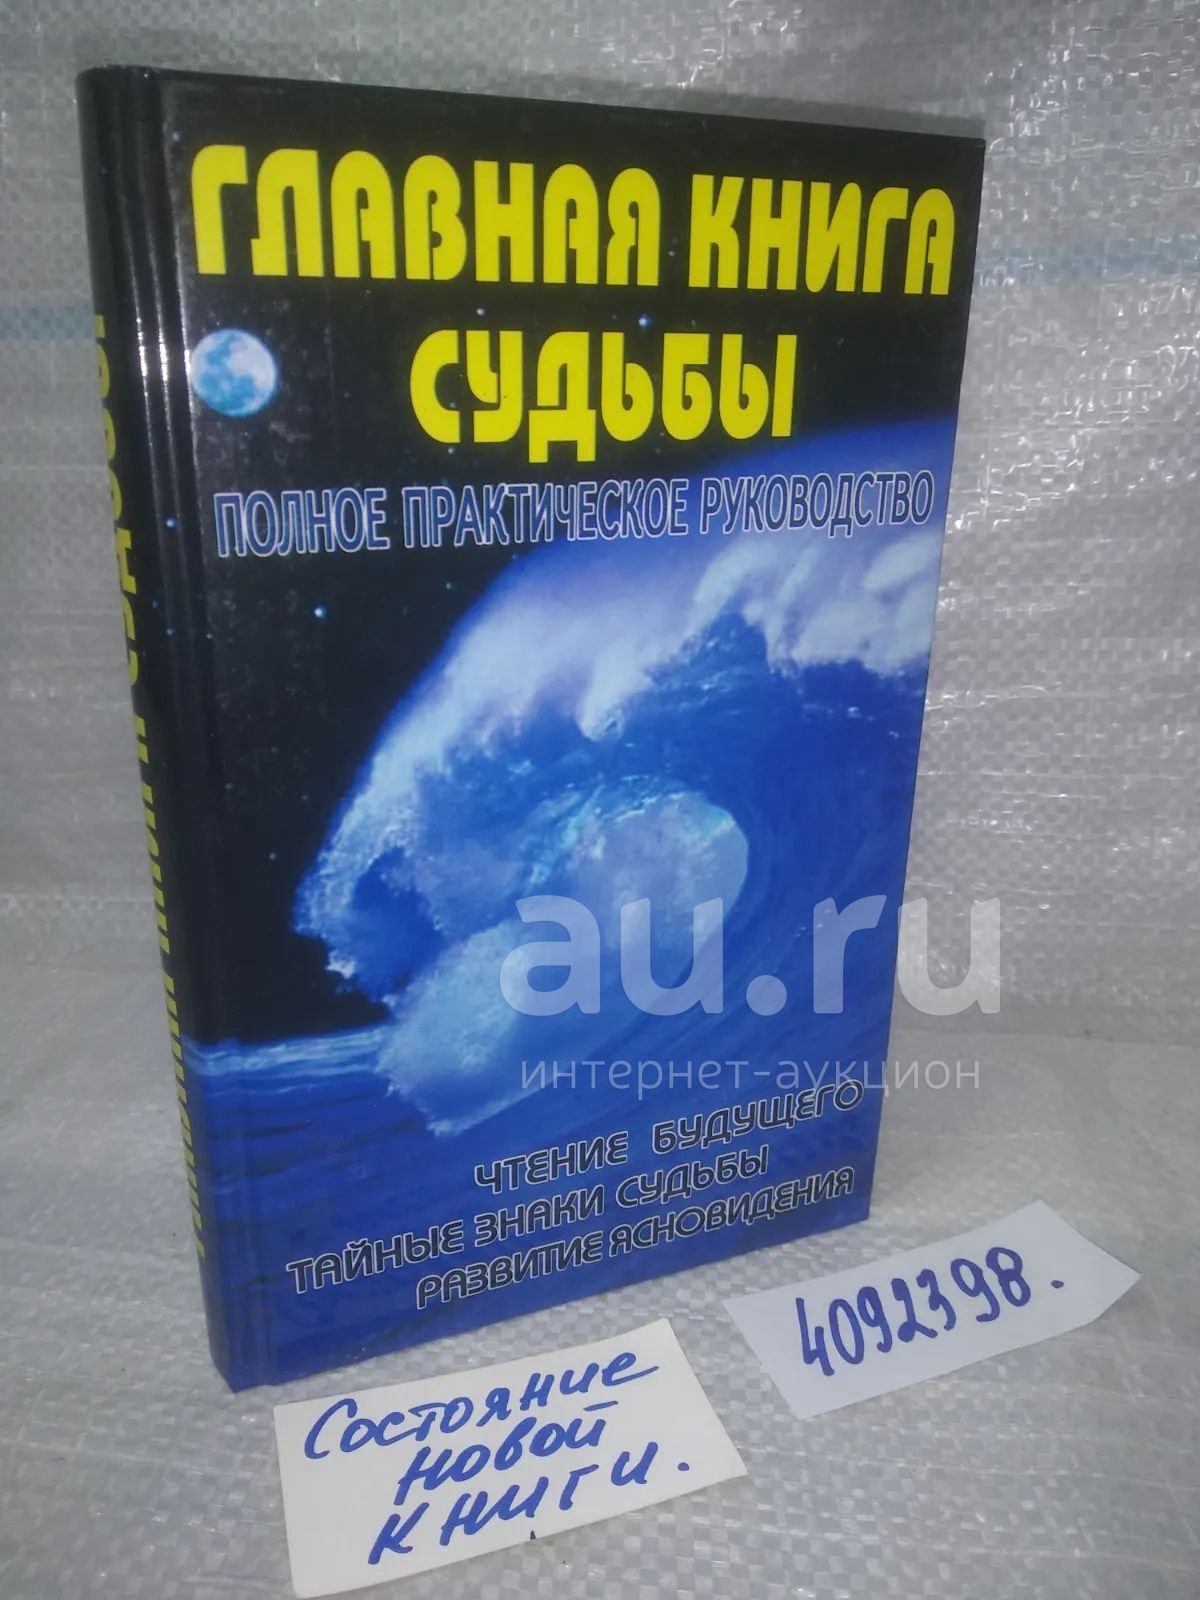 ГЛАВНАЯ КНИГА
СУДЬБЫ
ПОЛНОЕ ПРАКТИЧЕСКОЕ РУКОВОДСТВО
au.ru
интернет-аукцион
ЧТЕНИЕ БУДУЩЕГО
ТАЙНЫЕ ЗНАКИ СУДЬБЫ
РАЗВИТИЕ ЯСНОВИДЕНИЯ
4092398.
Состояние
новой
книги.